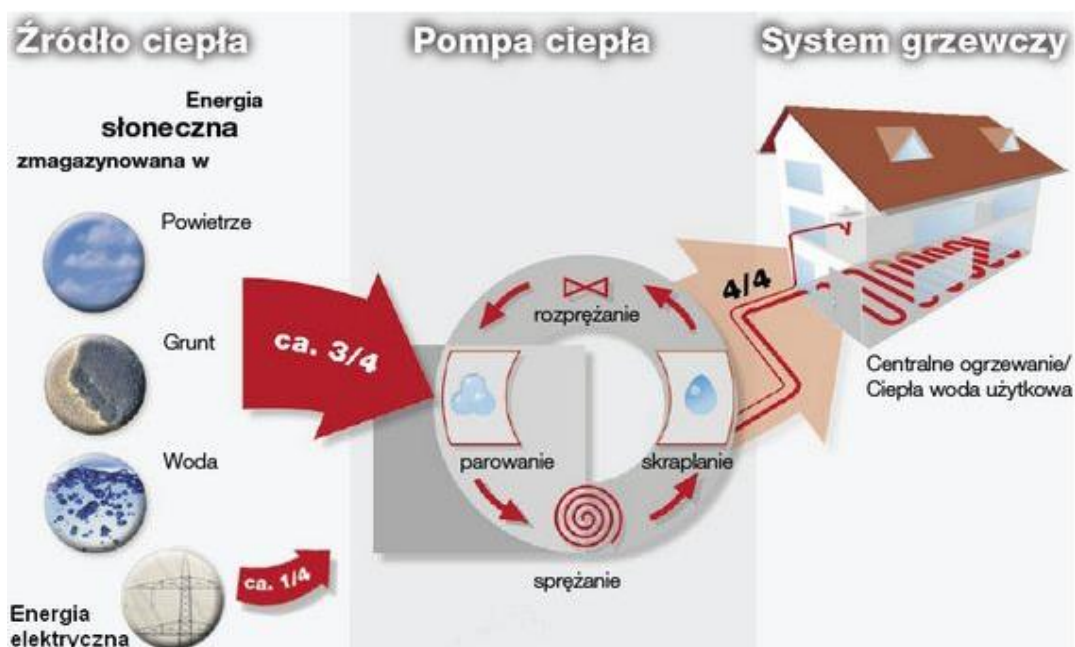 Źródło ciepła
Pompa ciepła
System grzewczy
Energia
słoneczna
zmagazynowana w
Powietrze
Grunt
Woda
Energia
elektryczna
ca. 3/4
ca. 1/4
rozprężanie
parowanie
skraplanie
sprężanie
4/4
Centralne ogrzewanie/
Ciepła woda użytkowa